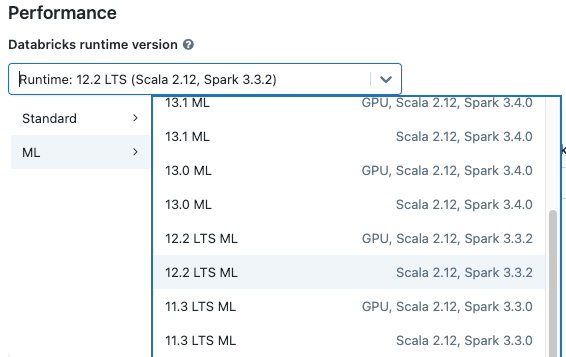 Performance
Databricks runtime version ?
Runtime: 12.2 LTS (Scala 2.12, Spark 3.3.2)
Standard
ML
13.1 ML GPU, Scala 2.12, Spark 3.4.0
13.1 ML Scala 2.12, Spark 3.4.0
13.0 ML GPU, Scala 2.12, Spark 3.4.0
13.0 ML Scala 2.12, Spark 3.4.0
12.2 LTS ML GPU, Scala 2.12, Spark 3.3.2
12.2 LTS ML Scala 2.12, Spark 3.3.2
11.3 LTS ML GPU, Scala 2.12, Spark 3.3.0
11.3 LTS ML Scala 2.12, Spark 3.3.0